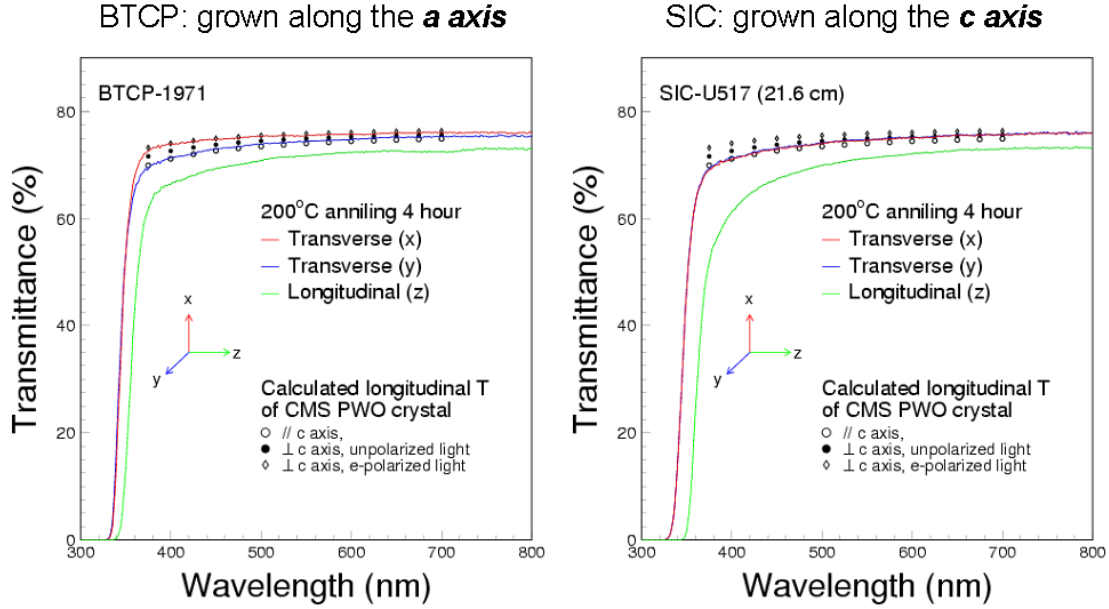 BTCP: grown along the a axis
BTCP-1971
Transmittance (%)
80
60
40
20
0
200°C anniling 4 hour
Transverse (x)
Transverse (y)
Longitudinal (z)
x
y
z
Calculated longitudinal T
of CMS PWO crystal
// c axis,
⊥ c axis, unpolarized light
⊥ c axis, e-polarized light
300 400 500 600 700 800
Wavelength (nm)
SIC: grown along the c axis
SIC-U517 (21.6 cm)
Transmittance (%)
80
60
40
20
0
200°C anniling 4 hour
Transverse (x)
Transverse (y)
Longitudinal (z)
x
y
z
Calculated longitudinal T
of CMS PWO crystal
// c axis,
⊥ c axis, unpolarized light
⊥ c axis, e-polarized light
300 400 500 600 700 800
Wavelength (nm)